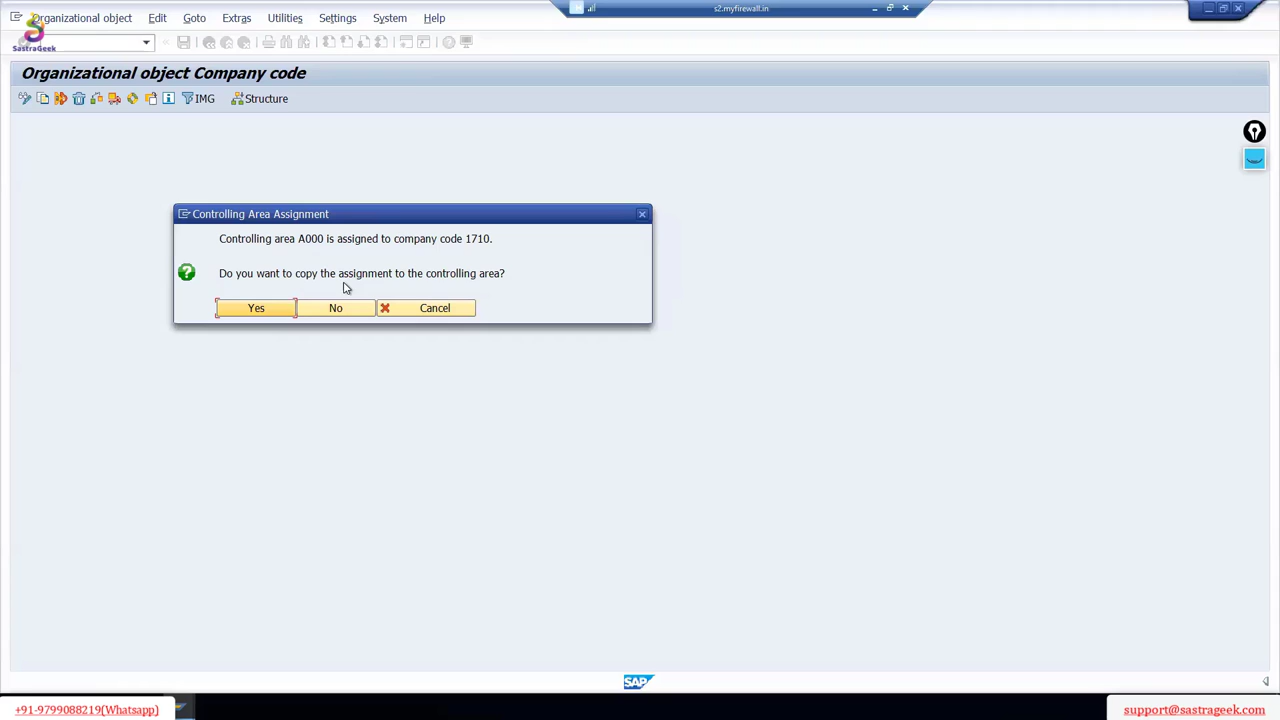 s2.myfirewall.in
Organizational object Edit Goto Extras Utilities Settings System Help
S
SastraGeek
Organizational object Company code
IMG Structure
Controlling Area Assignment
Controlling area A000 is assigned to company code 1710.
Do you want to copy the assignment to the controlling area?
Yes No Cancel
SAP
+91-9799088219(Whatsapp)
support@sastrageek.com